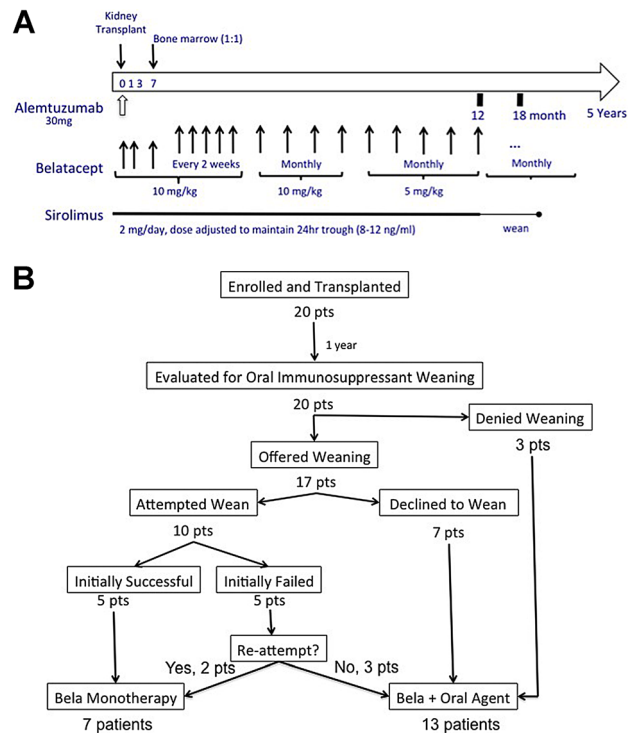 A
Kidney
Transplant
Bone marrow (1:1)
0 1 3 7
Alemtuzumab
30mg
12
18 month
5 Years
Every 2 weeks
Monthly
Monthly
...
Monthly
Belatacept
10 mg/kg
10 mg/kg
5 mg/kg
Sirolimus
2 mg/day, dose adjusted to maintain 24hr trough (8-12 ng/ml)
wean
B
Enrolled and Transplanted
20 pts
1 year
Evaluated for Oral Immunosuppressant Weaning
20 pts
Denied Weaning
3 pts
Offered Weaning
17 pts
Attempted Wean
Declined to Wean
10 pts
7 pts
Initially Successful
Initially Failed
5 pts
5 pts
Re-attempt?
Yes, 2 pts
No, 3 pts
Bela Monotherapy
Bela + Oral Agent
7 patients
13 patients